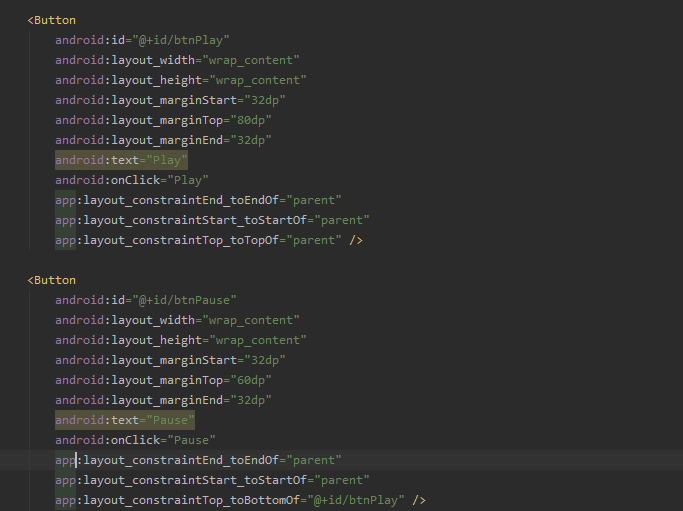 <Button
android:id="@+id/btnPlay"
android:layout_width="wrap_content"
android:layout_height="wrap_content"
android:layout_marginStart="32dp"
android:layout_marginTop="80dp"
android:layout_marginEnd="32dp"
android:text="Play"
android:onClick="Play"
app:layout_constraintEnd_toEndOf="parent"
app:layout_constraintStart_toStartOf="parent"
app:layout_constraintTop_toTopOf="parent" />
<Button
android:id="@+id/btnPause"
android:layout_width="wrap_content"
android:layout_height="wrap_content"
android:layout_marginStart="32dp"
android:layout_marginTop="60dp"
android:layout_marginEnd="32dp"
android:text="Pause"
android:onClick="Pause"
app:layout_constraintEnd_toEndOf="parent"
app:layout_constraintStart_toStartOf="parent"
app:layout_constraintTop_toBottomOf="@+id/btnPlay" />